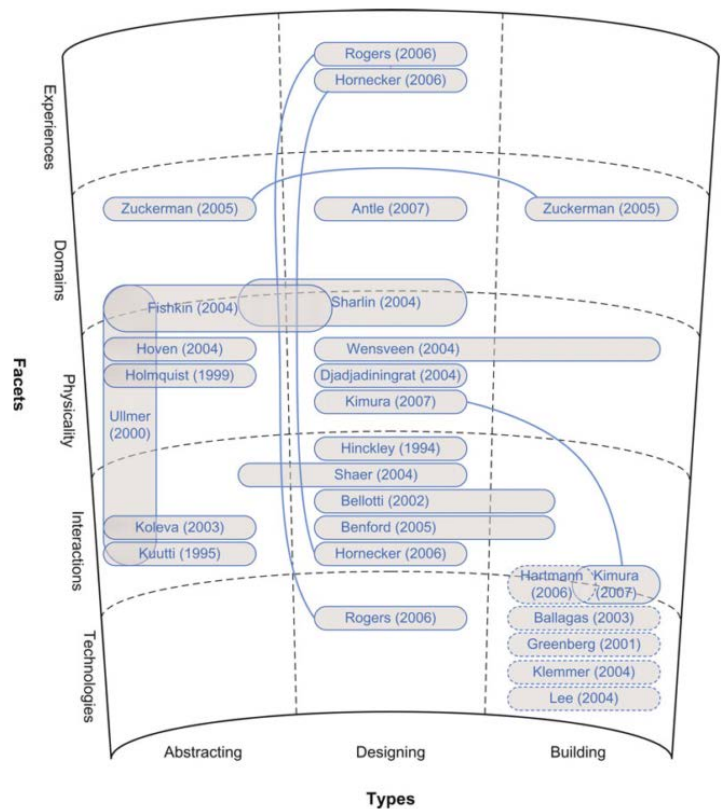 Experiences
Rogers (2006)
Hornecker (2006)
Domains
Zuckerman (2005)
Antle (2007)
Zuckerman (2005)
Fishkin (2004)
Sharlin (2004)
Facets
Physicality
Hoven (2004)
Wensveen (2004)
Holmquist (1999)
Djadjadiningrat (2004)
Kimura (2007)
Ullmer
(2000)
Interactions
Hinckley (1994)
Shaer (2004)
Bellotti (2002)
Koleva (2003)
Benford (2005)
Kuutti (1995)
Hornecker (2006)
Hartmann
(2006)
Kimura
(2007)
Technologies
Rogers (2006)
Ballagas (2003)
Greenberg (2001)
Klemmer (2004)
Lee (2004)
Abstracting
Designing
Building
Types